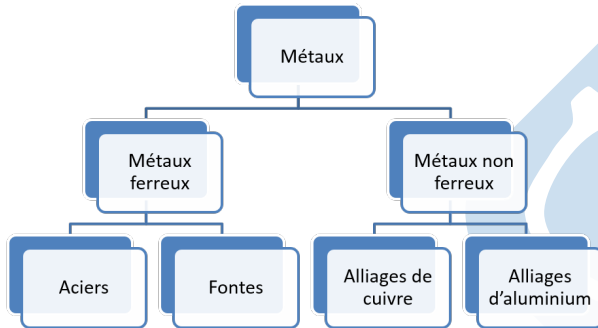 Métaux
Métaux
ferreux
Métaux non
ferreux
Aciers
Fontes
Alliages de
cuivre
Alliages
d’aluminium